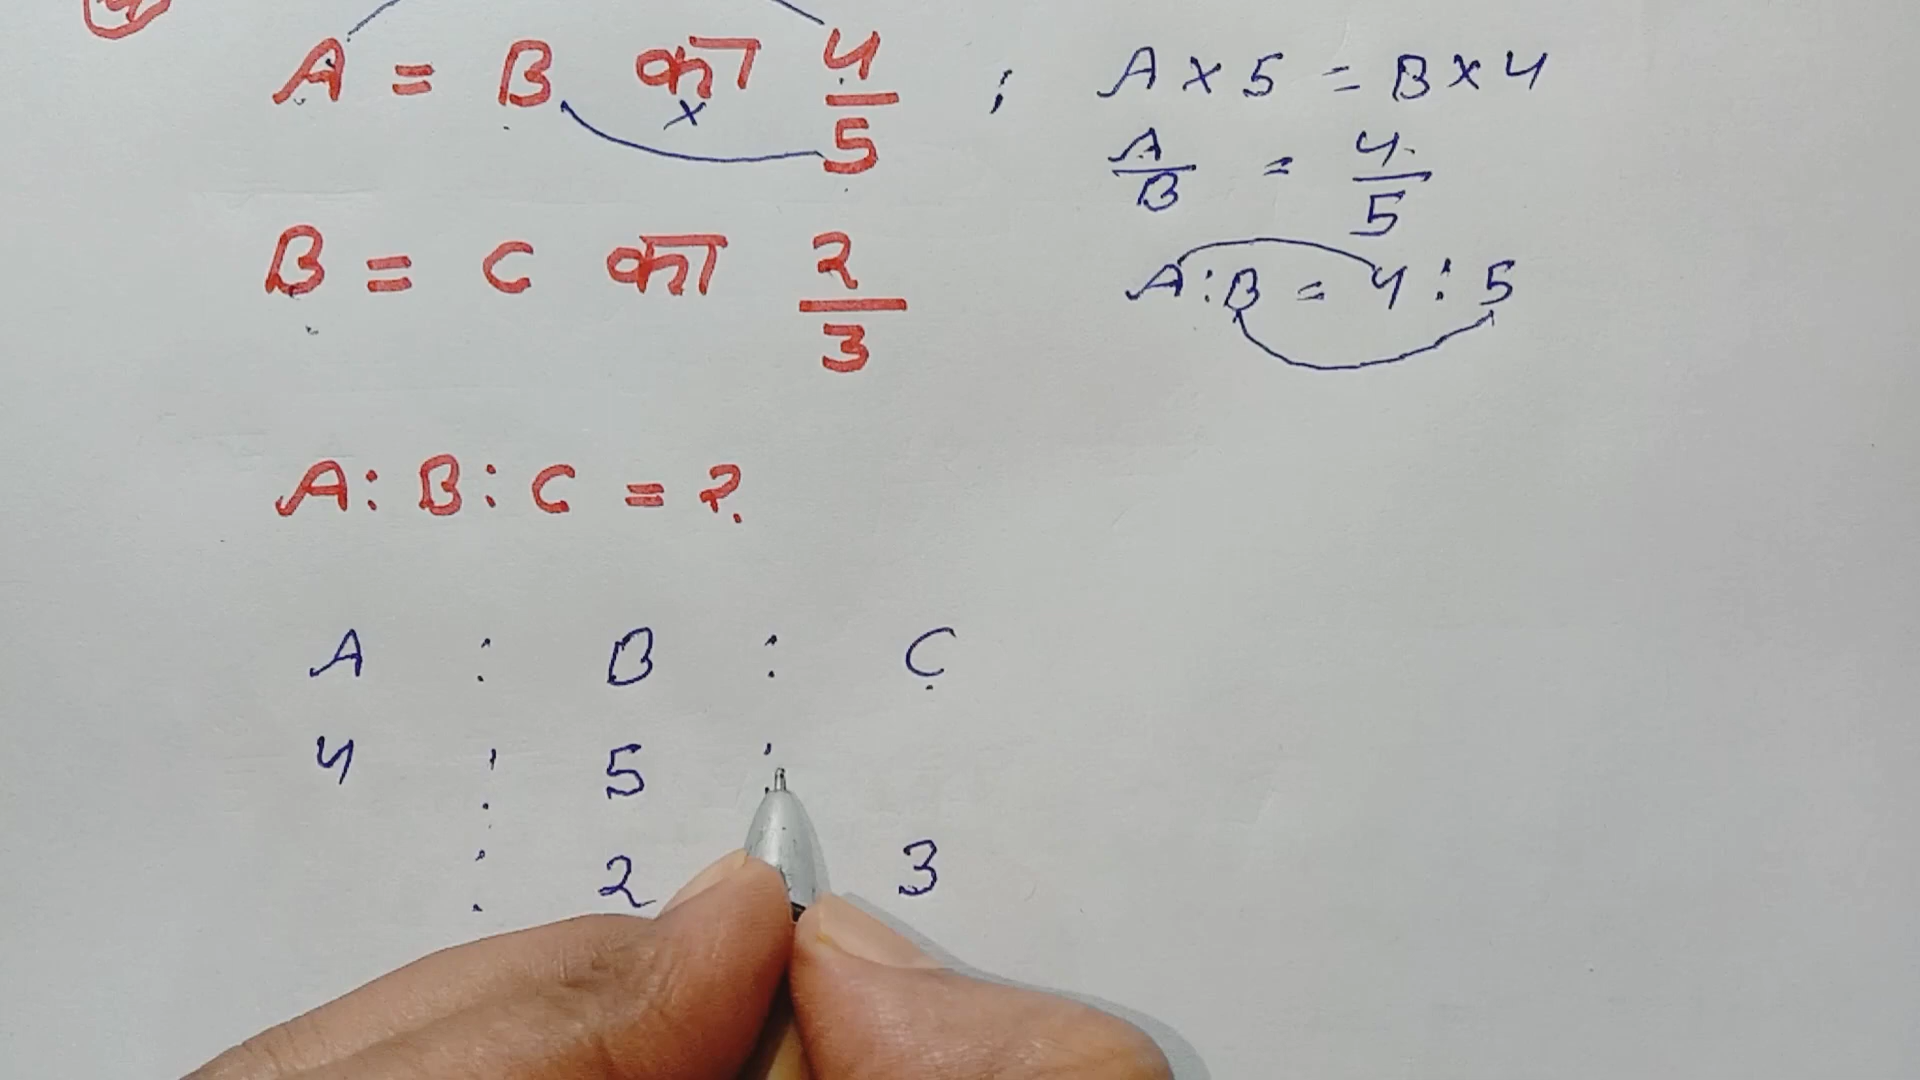 A = B का 4/5 ; A × 5 = B × 4
×
A/B = 4/5
B = C का 2/3
A : B = 4 : 5
A : B : C = ?
A : B : C
4 : 5 :
: 2 3